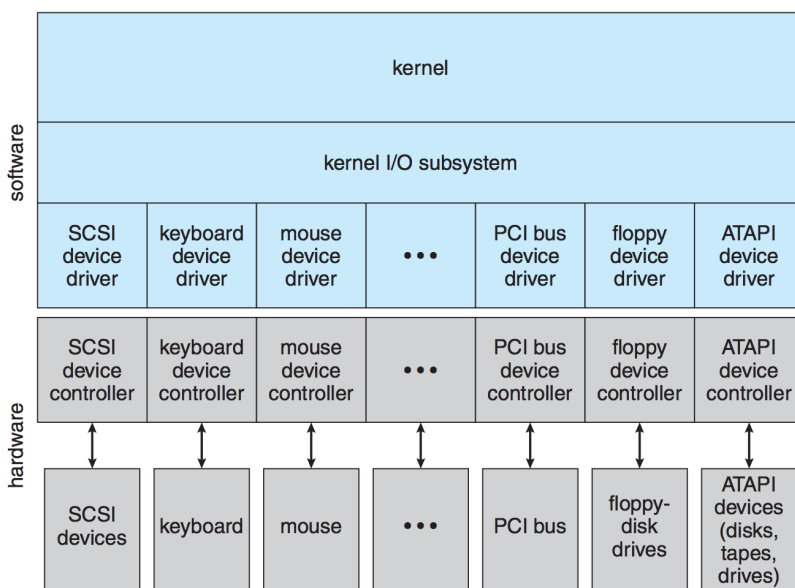 software
kernel
kernel I/O subsystem
SCSI
device
driver
keyboard
device
driver
mouse
device
driver
•••
PCI bus
device
driver
floppy
device
driver
ATAPI
device
driver
hardware
SCSI
device
controller
keyboard
device
controller
mouse
device
controller
•••
PCI bus
device
controller
floppy
device
controller
ATAPI
device
controller
SCSI
devices
keyboard
mouse
•••
PCI bus
floppy-
disk
drives
ATAPI
devices
(disks,
tapes,
drives)